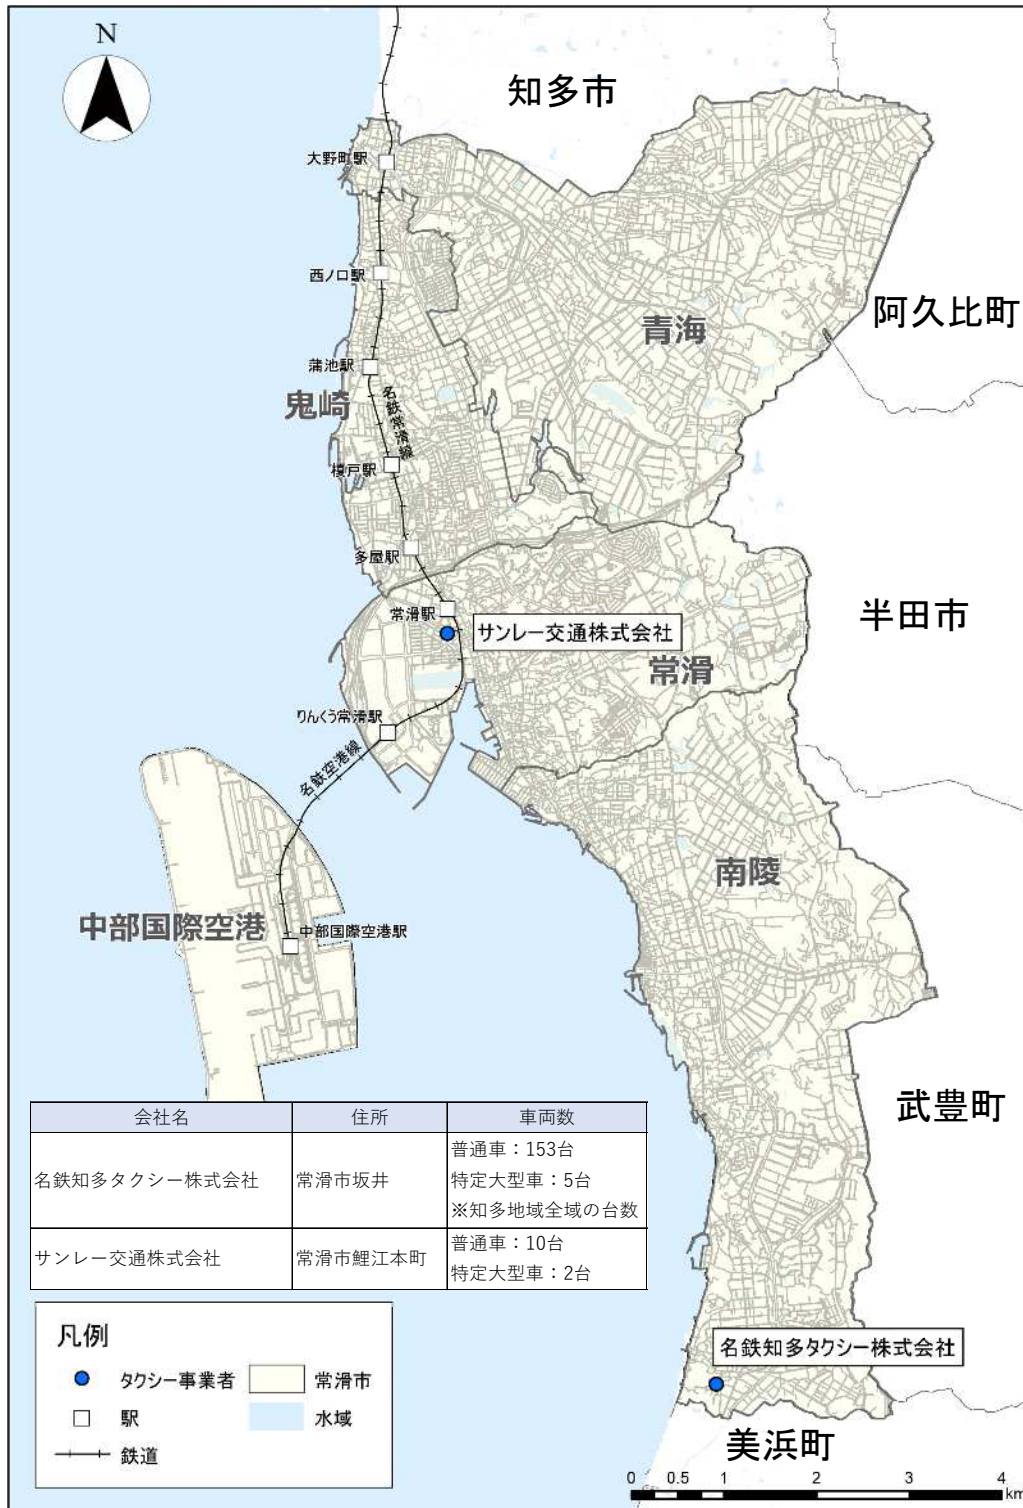 N
知多市
大野町駅
西ノ口駅
阿久比町
青海
蒲池駅
鬼崎
名鉄常滑線
榎戸駅
多屋駅
常滑駅
サンレー交通株式会社
半田市
常滑
りんくう常滑駅
名鉄空港線
南陵
中部国際空港
中部国際空港駅
武豊町
会社名 住所 車両数
名鉄知多タクシー株式会社 常滑市坂井 普通車：153台
特定大型車：5台
※知多地域全域の台数
サンレー交通株式会社 常滑市鯉江本町 普通車：10台
特定大型車：2台
名鉄知多タクシー株式会社
凡例
タクシー事業者 常滑市
駅 水域
鉄道
美浜町
0 0.5 1 2 3 4
km